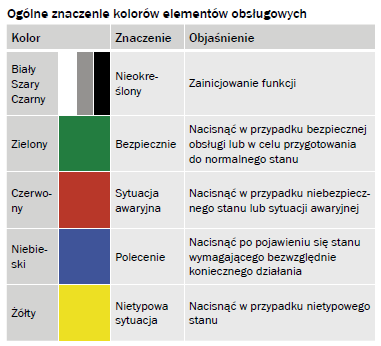 Ogólne znaczenie kolorów elementów obsługowych
Kolor Znaczenie Objaśnienie
Biały
Szary
Czarny
Nieokre-
ślony
Zainicjowanie funkcji
Zielony
Bezpiecznie
Nacisnąć w przypadku bezpiecznej
obsługi lub w celu przygotowania
do normalnego stanu
Czerwo-
ny
Sytuacja
awaryjna
Nacisnąć w przypadku niebezpiecz-
nego stanu lub sytuacji awaryjnej
Niebie-
ski
Polecenie
Nacisnąć po pojawieniu się stanu
wymagającego bezwzględnie
koniecznego działania
Żółty
Nietypowa
sytuacja
Nacisnąć w przypadku nietypowego
stanu